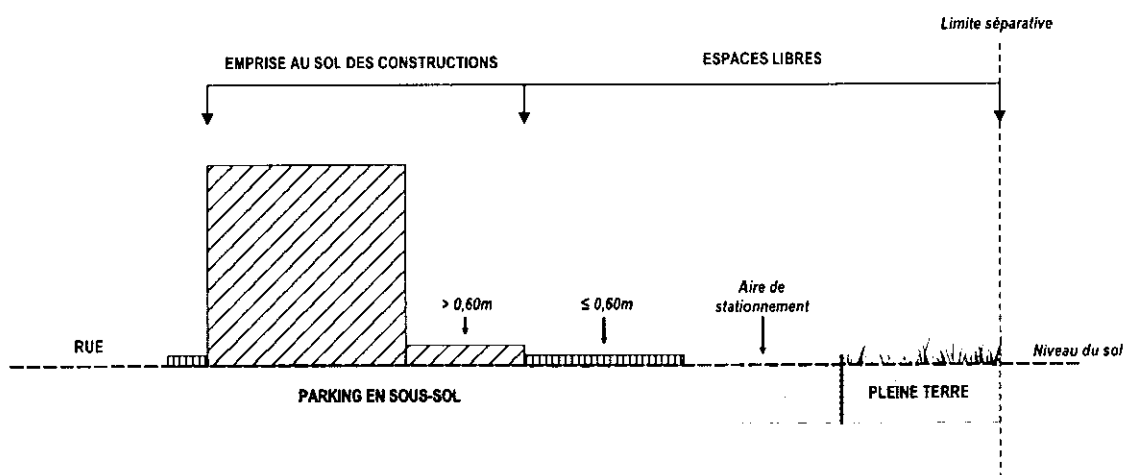 Limite séparative
EMPRISE AU SOL DES CONSTRUCTIONS
ESPACES LIBRES
> 0,60m
≤ 0,60m
Aire de
stationnement
RUE
Niveau du sol
PARKING EN SOUS-SOL
PLEINE TERRE